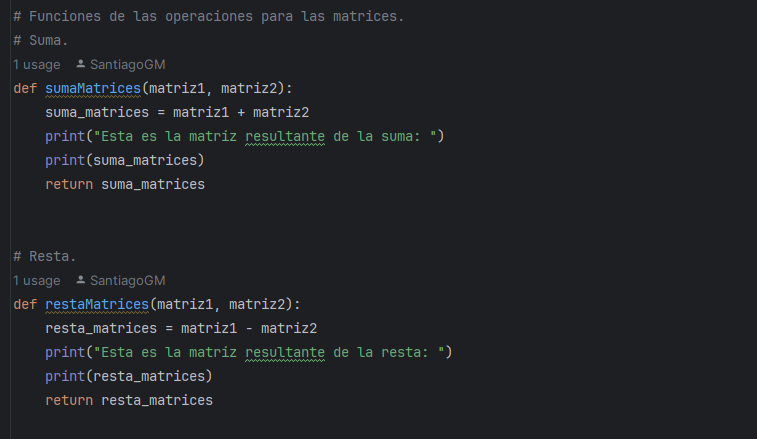 # Funciones de las operaciones para las matrices.
# Suma.
1 usage SantiagoGM
def sumaMatrices(matriz1, matriz2):
    suma_matrices = matriz1 + matriz2
    print("Esta es la matriz resultante de la suma: ")
    print(suma_matrices)
    return suma_matrices
# Resta.
1 usage SantiagoGM
def restaMatrices(matriz1, matriz2):
    resta_matrices = matriz1 - matriz2
    print("Esta es la matriz resultante de la resta: ")
    print(resta_matrices)
    return resta_matrices